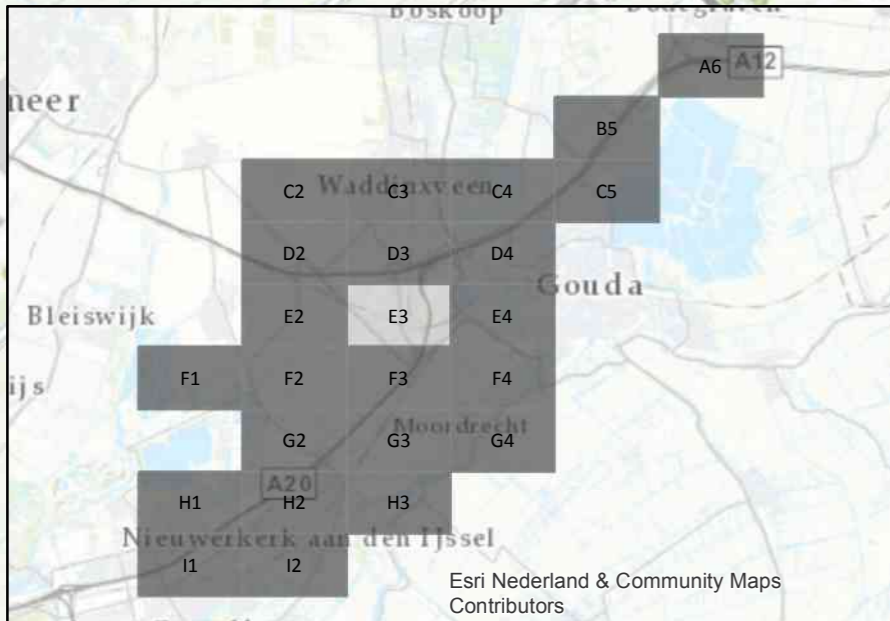 Boskoop
A6 A12
meer
B5
C2 Waddinxveen C3 C4 C5
D2 D3 D4
Gouda
Bleiswijk E2 E3 E4
F1 F2 F3 F4
ijs
Moordrecht
G2 G3 G4
A20
H1 H2 H3
Nieuwerkerk aan den IJssel
I1 I2
Esri Nederland & Community Maps
Contributors